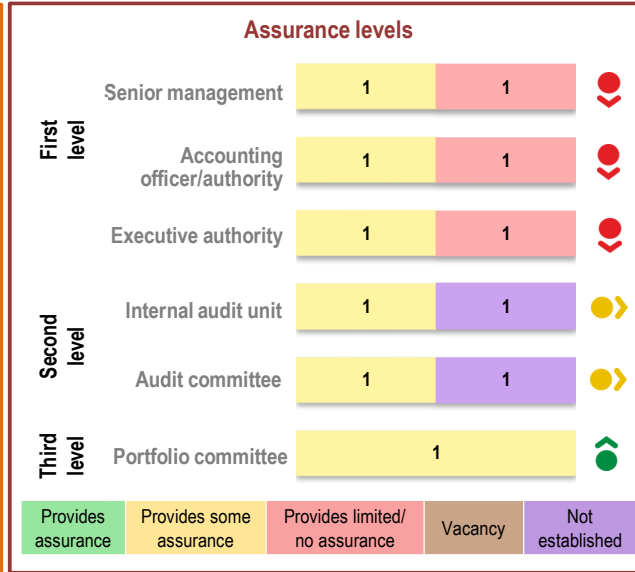 Assurance levels
First
level
Senior management
1 1
Accounting
officer/authority
1 1
Executive authority
1 1
Second
level
Internal audit unit
1 1
Audit committee
1 1
Third
level
Portfolio committee
1
Provides
assurance
Provides some
assurance
Provides limited/
no assurance
Vacancy
Not
established